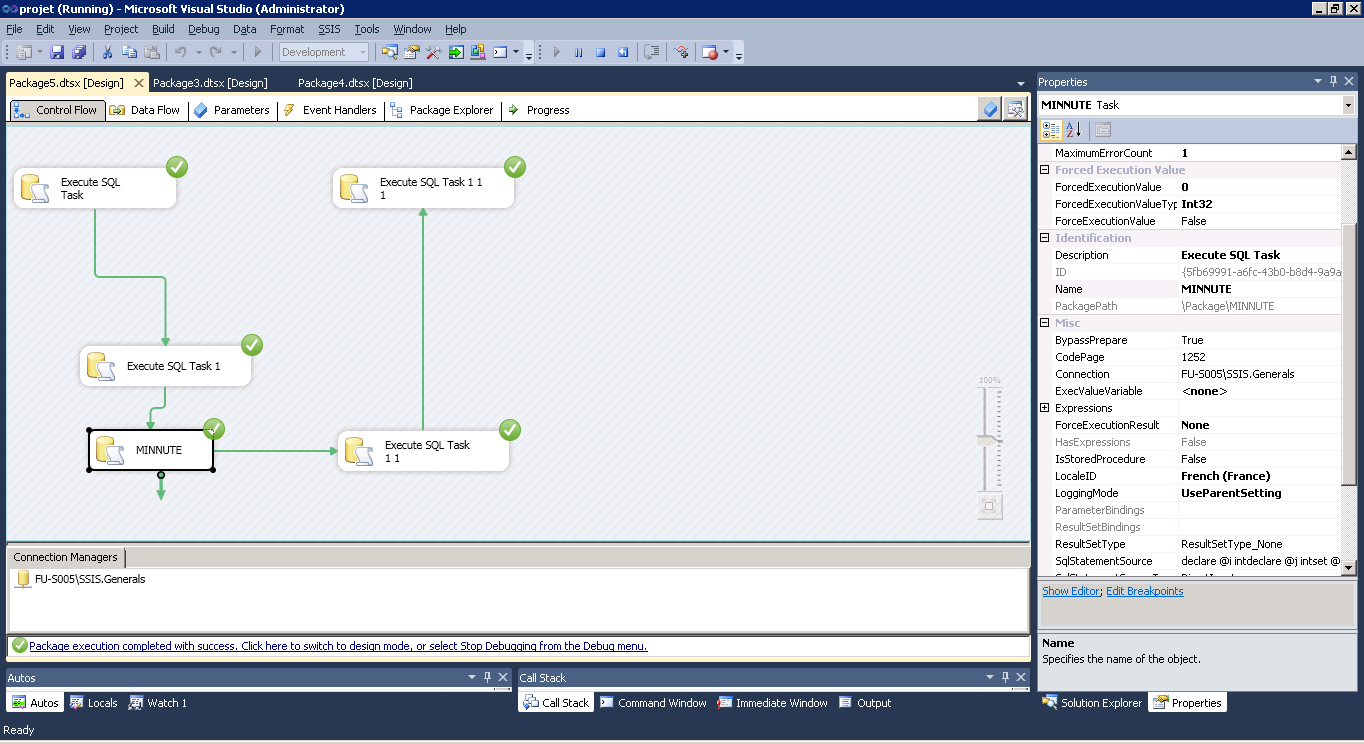 projet (Running) - Microsoft Visual Studio (Administrator)
File Edit View Project Build Debug Data Format SSIS Tools Window Help
Development
Package5.dtsx [Design] Package3.dtsx [Design] Package4.dtsx [Design]
Control Flow Data Flow Parameters Event Handlers Package Explorer Progress
Execute SQL
Task
Execute SQL Task 1 1
1
Execute SQL Task 1
MINNUTE
Execute SQL Task
1 1
100%
Connection Managers
FU-S005\SSIS.Generals
Package execution completed with success. Click here to switch to design mode, or select Stop Debugging from the Debug menu.
Autos
Autos Locals Watch 1
Call Stack
Call Stack Command Window Immediate Window Output
Ready
Properties
MINNUTE Task
MaximumErrorCount 1
Forced Execution Value
ForcedExecutionValue 0
ForcedExecutionValueTyp Int32
ForceExecutionValue False
Identification
Description Execute SQL Task
ID {5fb69991-a6fc-43b0-b8d4-9a9a
Name MINNUTE
PackagePath \Package\MINNUTE
Misc
BypassPrepare True
CodePage 1252
Connection FU-S005\SSIS.Generals
ExecValueVariable <none>
Expressions
ForceExecutionResult None
HasExpressions False
IsStoredProcedure False
LocaleID French (France)
LoggingMode UseParentSetting
ParameterBindings
ResultSetBindings
ResultSetType ResultSetType_None
SqlStatementSource declare @i intdeclare @j intset @
Show Editor; Edit Breakpoints
Name
Specifies the name of the object.
Solution Explorer Properties